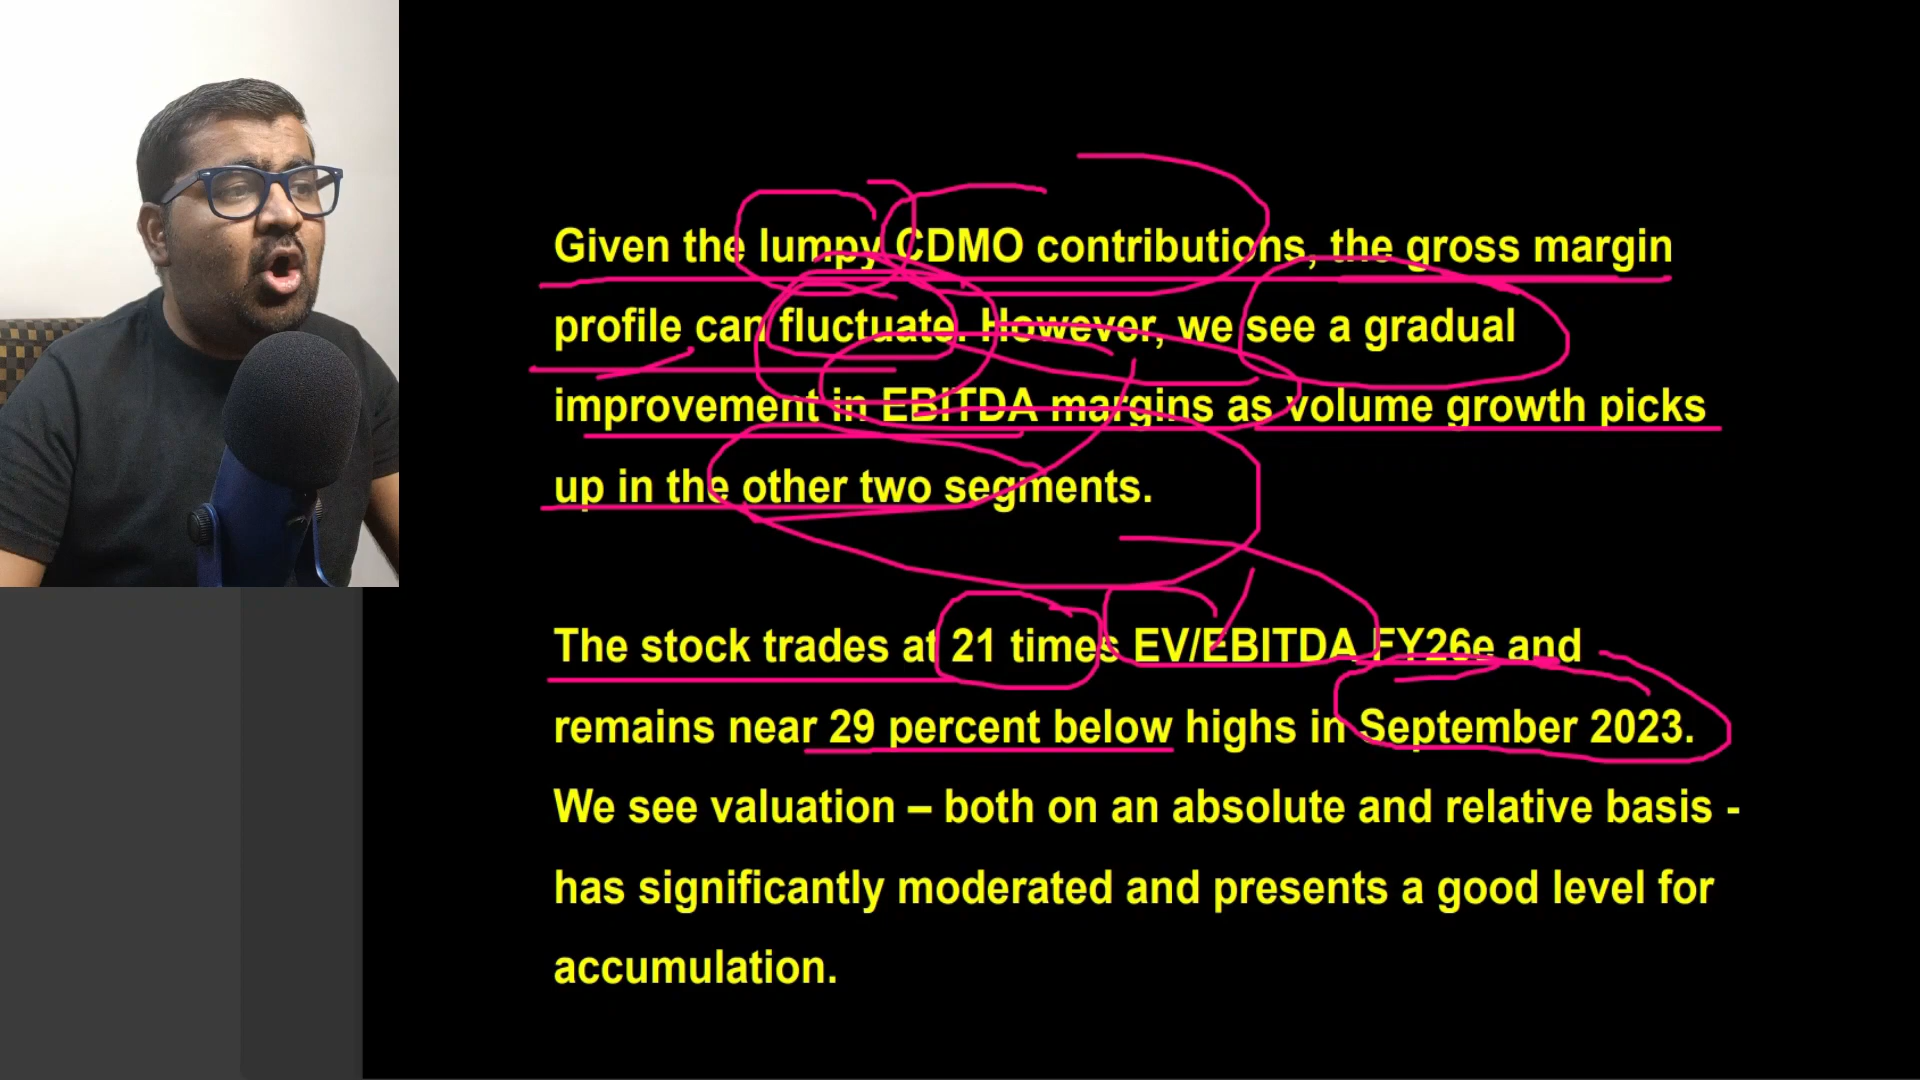 Given the lumpy CDMO contributions, the gross margin
profile can fluctuate. However, we see a gradual
improvement in EBITDA margins as volume growth picks
up in the other two segments.
The stock trades at 21 times EV/EBITDA FY26e and
remains near 29 percent below highs in September 2023.
We see valuation – both on an absolute and relative basis -
has significantly moderated and presents a good level for
accumulation.